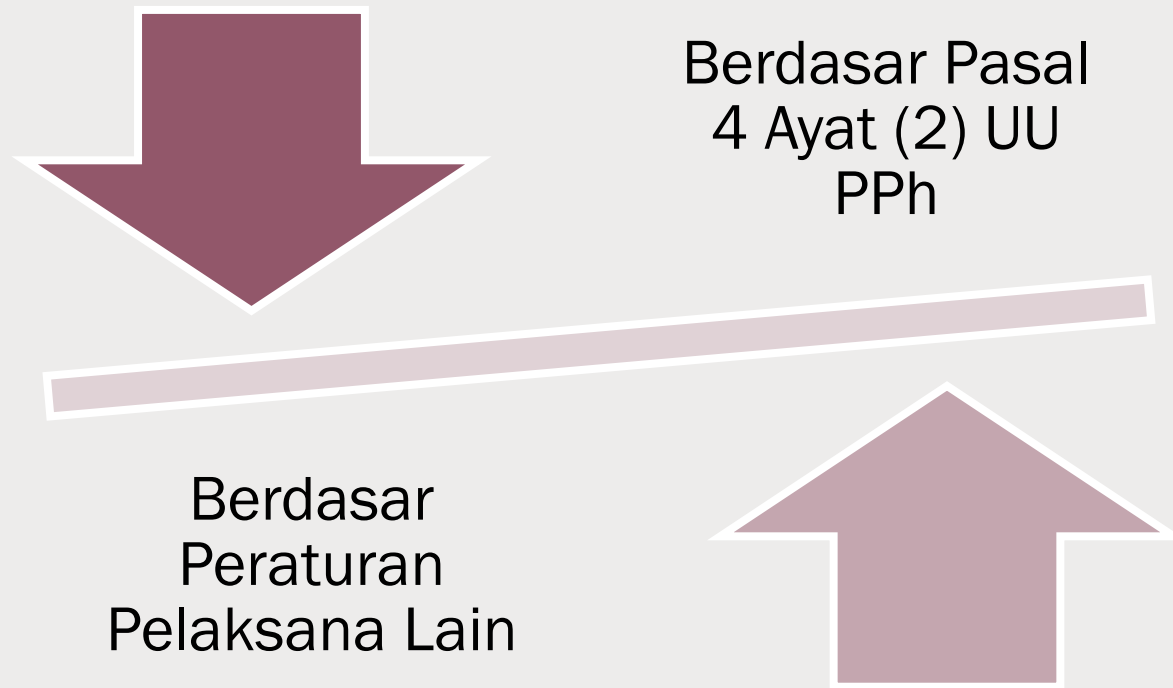 Berdasar Pasal
4 Ayat (2) UU
PPh
Berdasar
Peraturan
Pelaksana Lain